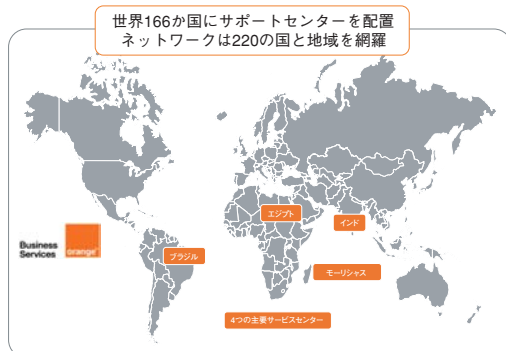 世界166か国にサポートセンターを配置
ネットワークは220の国と地域を網羅
エジプト
インド
Business
Services
orange
ブラジル
モーリシャス
4つの主要サービスセンター